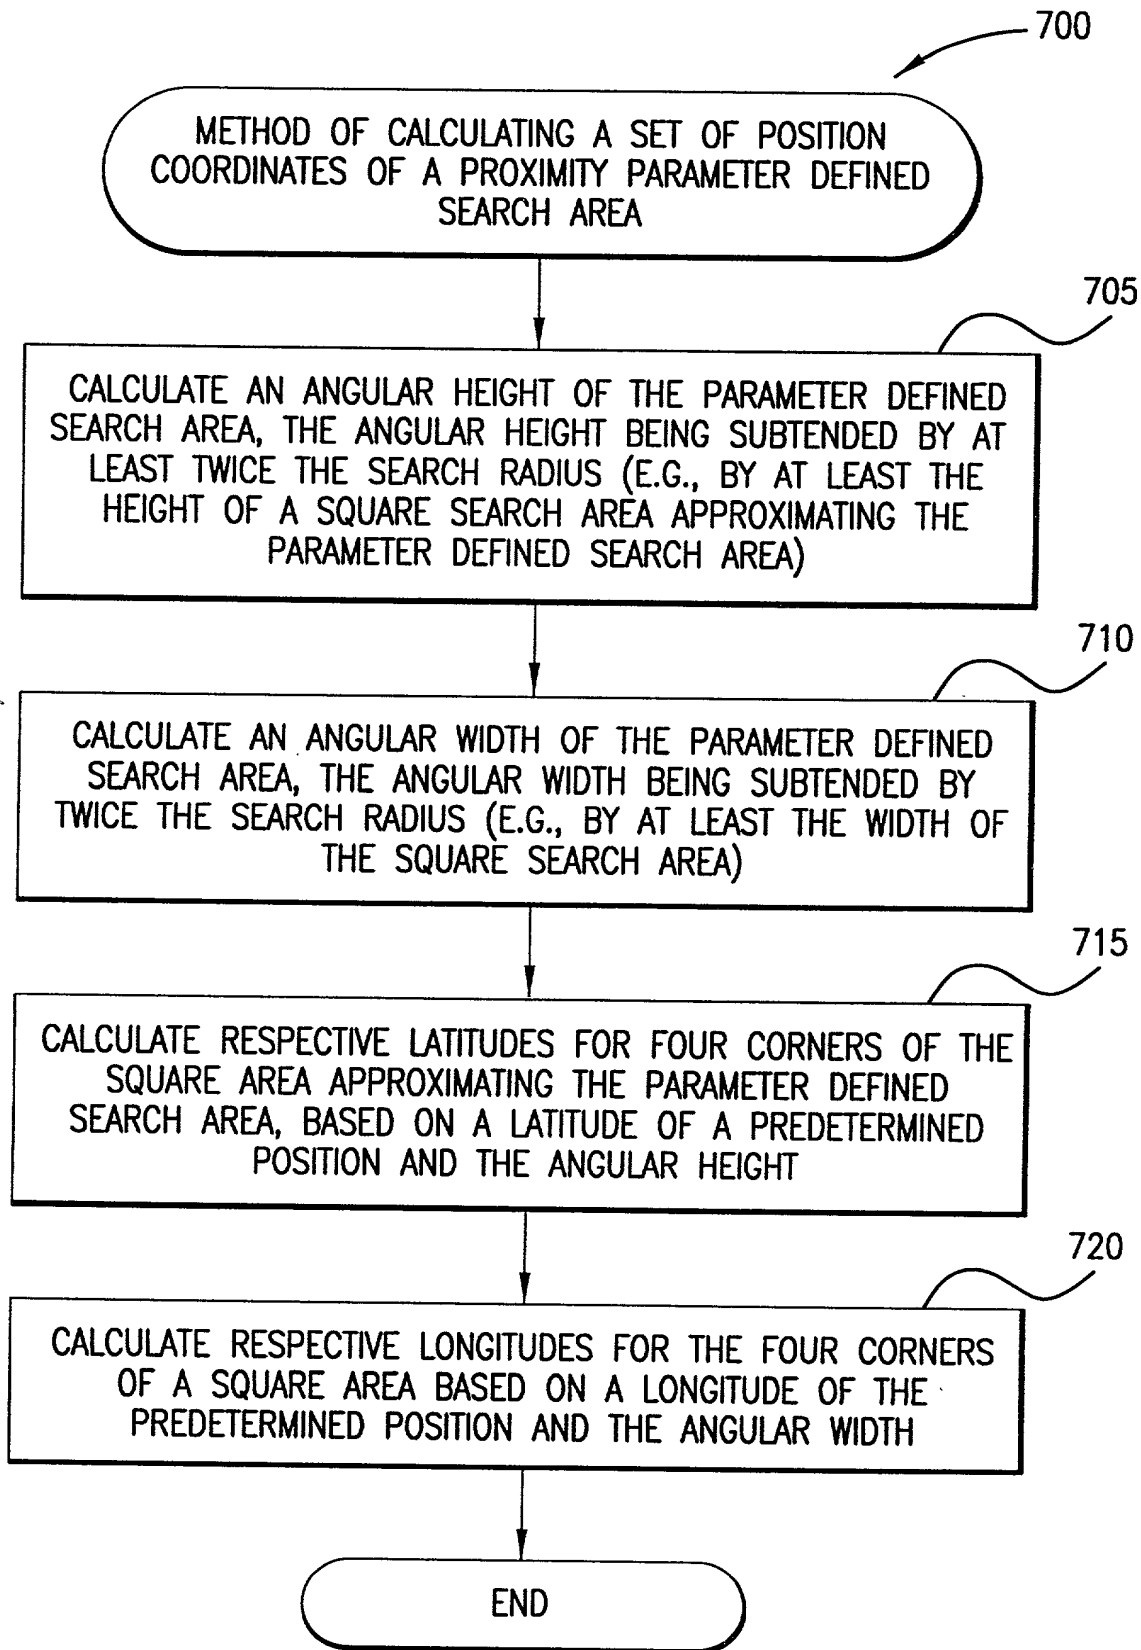 700
METHOD OF CALCULATING A SET OF POSITION
COORDINATES OF A PROXIMITY PARAMETER DEFINED
SEARCH AREA
705
CALCULATE AN ANGULAR HEIGHT OF THE PARAMETER DEFINED
SEARCH AREA, THE ANGULAR HEIGHT BEING SUBTENDED BY AT
LEAST TWICE THE SEARCH RADIUS (E.G., BY AT LEAST THE
HEIGHT OF A SQUARE SEARCH AREA APPROXIMATING THE
PARAMETER DEFINED SEARCH AREA)
710
CALCULATE AN ANGULAR WIDTH OF THE PARAMETER DEFINED
SEARCH AREA, THE ANGULAR WIDTH BEING SUBTENDED BY
TWICE THE SEARCH RADIUS (E.G., BY AT LEAST THE WIDTH OF
THE SQUARE SEARCH AREA)
715
CALCULATE RESPECTIVE LATITUDES FOR FOUR CORNERS OF THE
SQUARE AREA APPROXIMATING THE PARAMETER DEFINED
SEARCH AREA, BASED ON A LATITUDE OF A PREDETERMINED
POSITION AND THE ANGULAR HEIGHT
720
CALCULATE RESPECTIVE LONGITUDES FOR THE FOUR CORNERS
OF A SQUARE AREA BASED ON A LONGITUDE OF THE
PREDETERMINED POSITION AND THE ANGULAR WIDTH
END